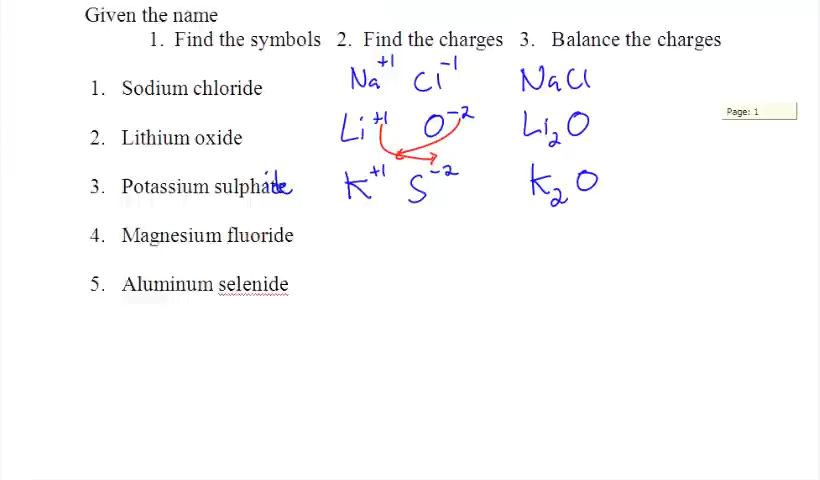 Given the name
1. Find the symbols 2. Find the charges 3. Balance the charges
1. Sodium chloride Na⁺¹ Cl⁻¹ NaCl
2. Lithium oxide Li⁺¹ O⁻² Li₂O
3. Potassium sulphide K⁺¹ S⁻² K₂O
4. Magnesium fluoride
5. Aluminum selenide
Page: 1